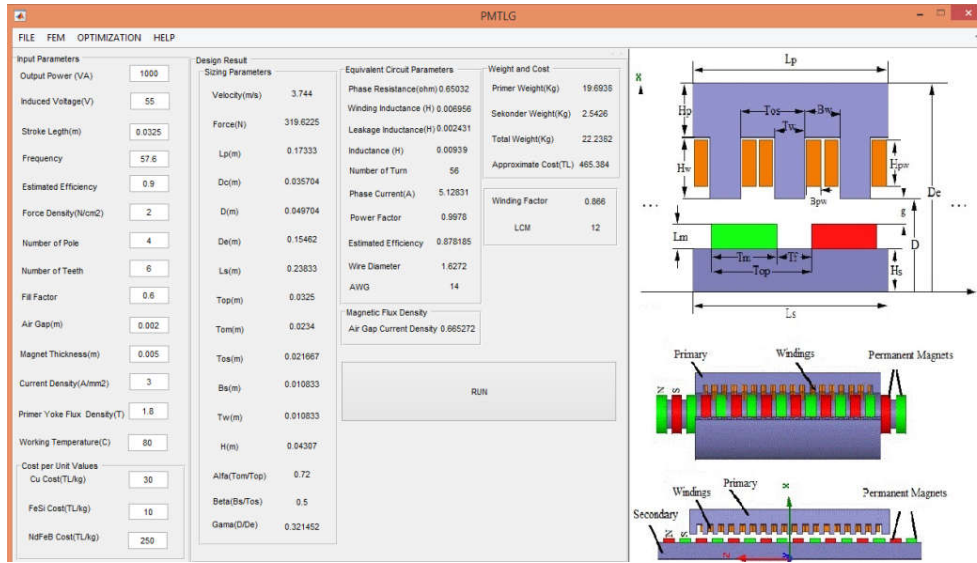 PMTLG
FILE FEM OPTIMIZATION HELP
Input Parameters
Output Power (VA) 1000
Induced Voltage(V) 55
Stroke Legth(m) 0.0325
Frequency 57.6
Estimated Efficiency 0.9
Force Density(N/cm2) 2
Number of Pole 4
Number of Teeth 6
Fill Factor 0.6
Air Gap(m) 0.002
Magnet Thickness(m) 0.005
Current Density(A/mm2) 3
Primer Yoke Flux Density(T) 1.8
Working Temperature(C) 80
Cost per Unit Values
Cu Cost(TL/kg) 30
FeSi Cost(TL/kg) 10
NdFeB Cost(TL/kg) 250
Design Result
Sizing Parameters
Velocity(m/s) 3.744
Force(N) 319.6225
Lp(m) 0.17333
Dc(m) 0.035704
D(m) 0.049704
De(m) 0.15462
Ls(m) 0.23833
Top(m) 0.0325
Tom(m) 0.0234
Tos(m) 0.021667
Bs(m) 0.010833
Tw(m) 0.010833
H(m) 0.04307
Alfa(Tom/Top) 0.72
Beta(Bs/Tos) 0.5
Gama(D/De) 0.321452
Equivalent Circuit Parameters
Phase Resistance(ohm) 0.65032
Winding Inductance (H) 0.006956
Leakage Inductance(H) 0.002431
Inductance (H) 0.00939
Number of Turn 56
Phase Current(A) 5.12831
Power Factor 0.9978
Estimated Efficiency 0.878185
Wire Diameter 1.6272
AWG 14
Magnetic Flux Density
Air Gap Current Density 0.665272
Weight and Cost
Primer Weight(Kg) 19.6936
Sekonder Weight(Kg) 2.5426
Total Weight(Kg) 22.2362
Approximate Cost(TL) 465.384
Winding Factor 0.866
LCM 12
RUN
Lp
x
Hp
Tos
Bw
Tw
Hw
Hpw
De
Bpw
g
... ...
Lm
D
Tm
Tf
Top
Hs
Ls
Primary
Windings
Permanent Magnets
N
S
Primary
Windings
x
Permanent Magnets
Secondary
N
S
Z